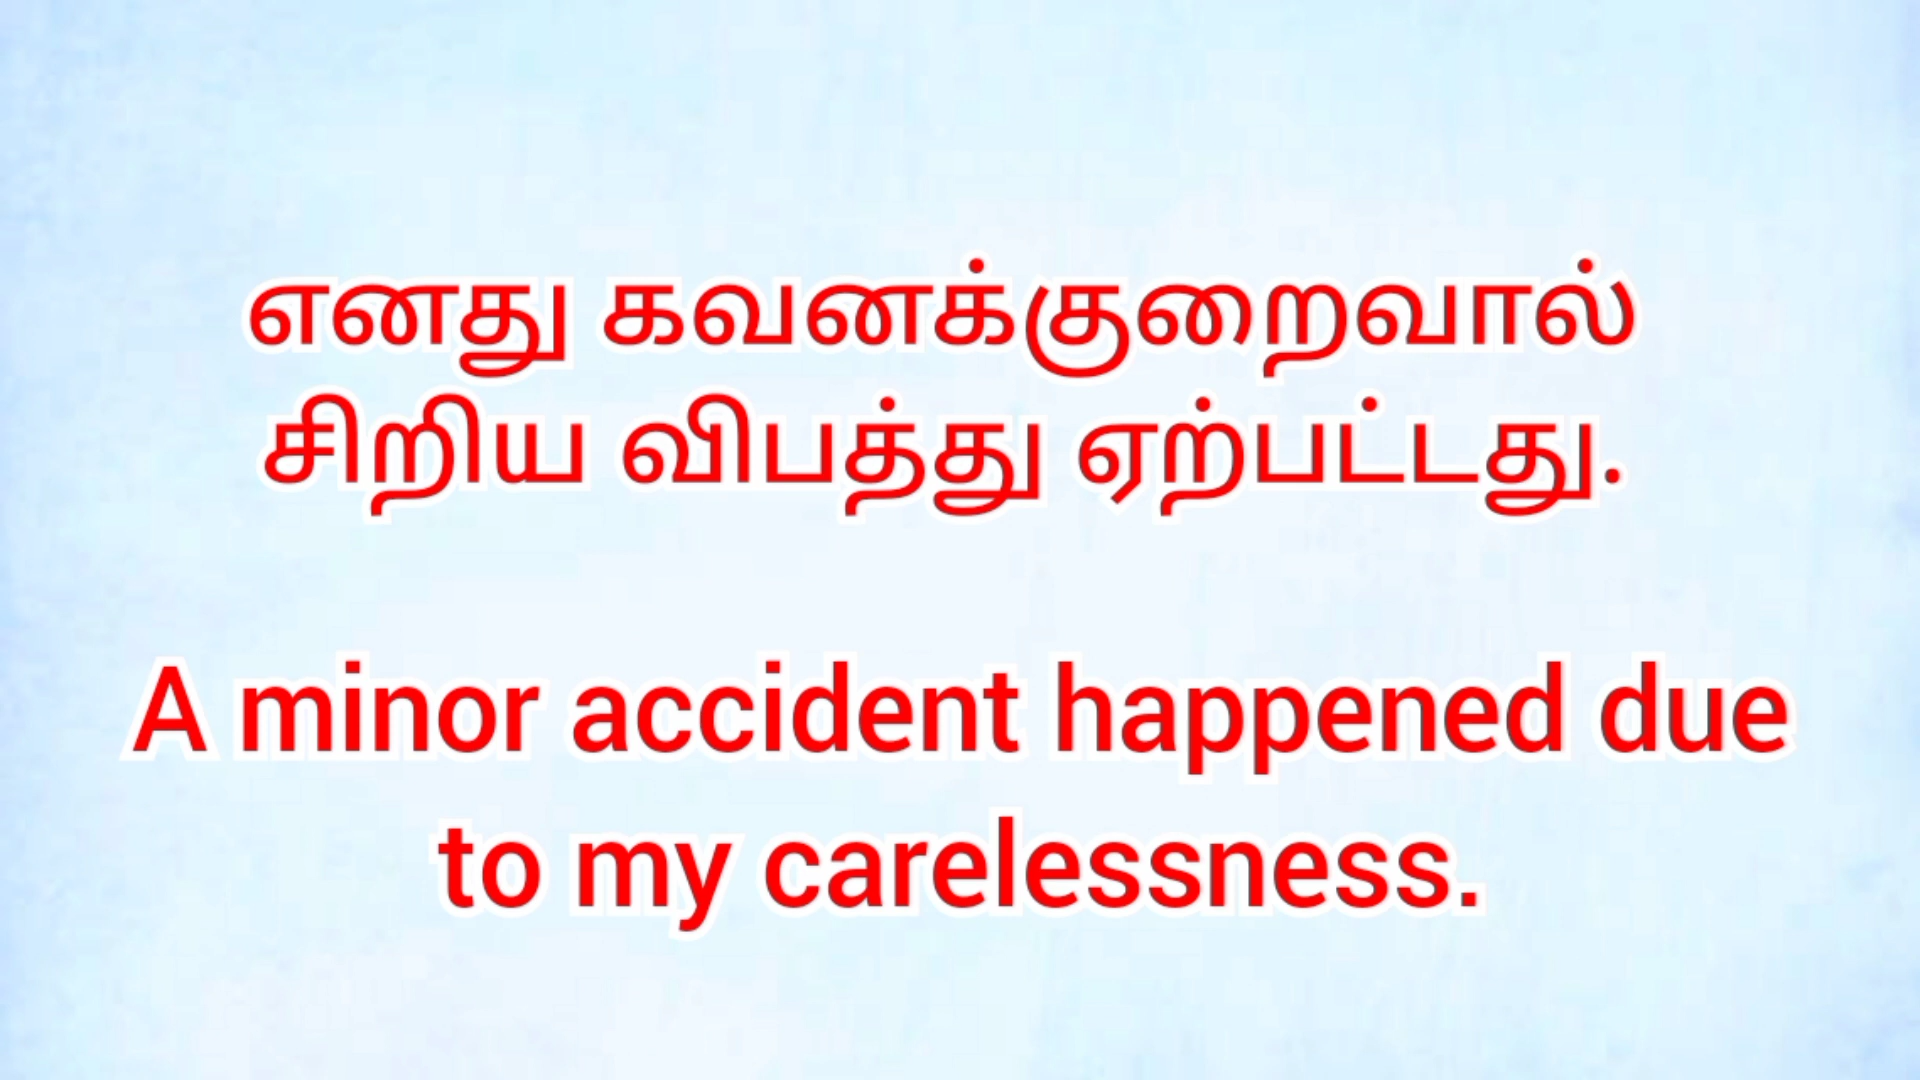 எனது கவனக்குறைவால்
சிறிய விபத்து ஏற்பட்டது.
A minor accident happened due
to my carelessness.